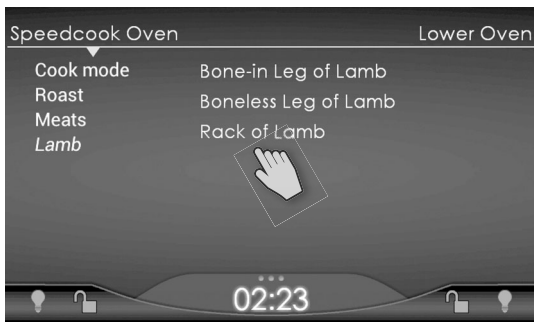 Speedcook Oven Lower Oven
Cook mode
Roast
Meats
Lamb
Bone-in Leg of Lamb
Boneless Leg of Lamb
Rack of Lamb
02:23